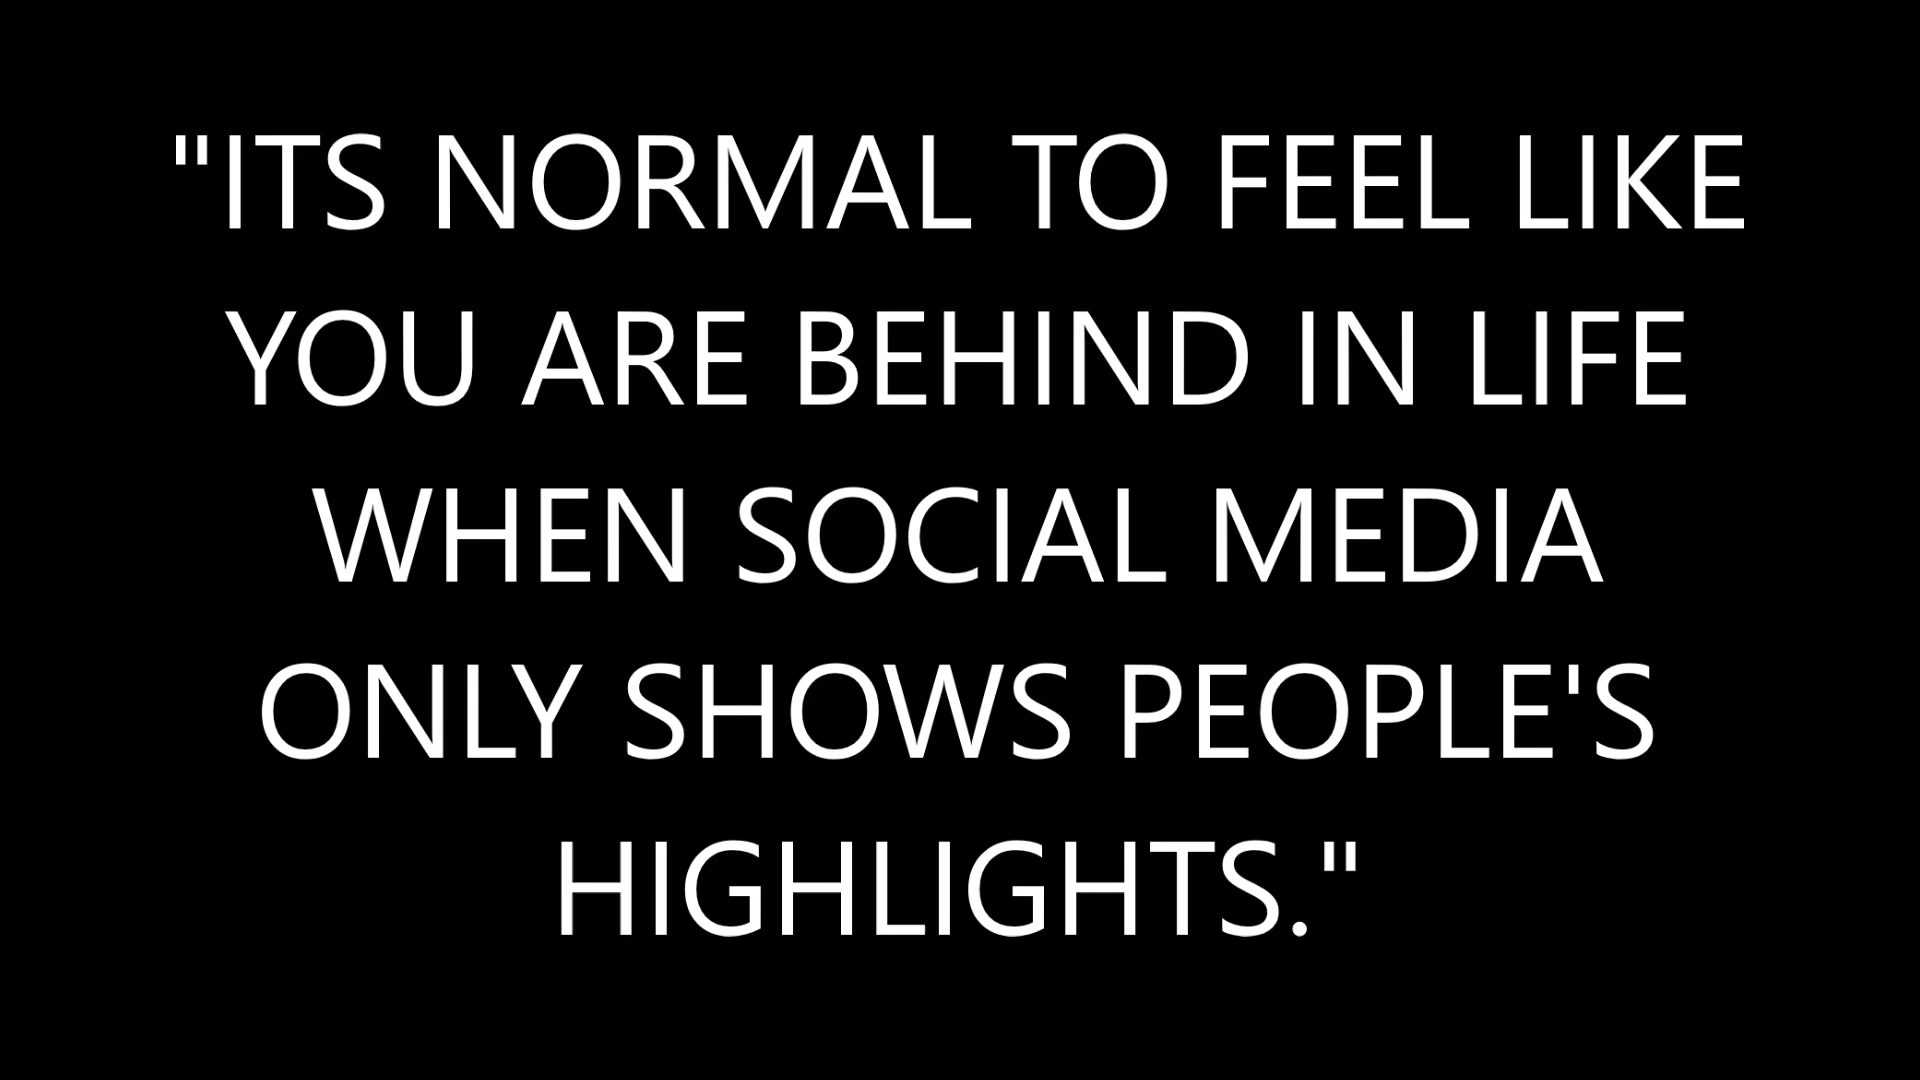 "ITS NORMAL TO FEEL LIKE
YOU ARE BEHIND IN LIFE
WHEN SOCIAL MEDIA
ONLY SHOWS PEOPLE'S
HIGHLIGHTS."